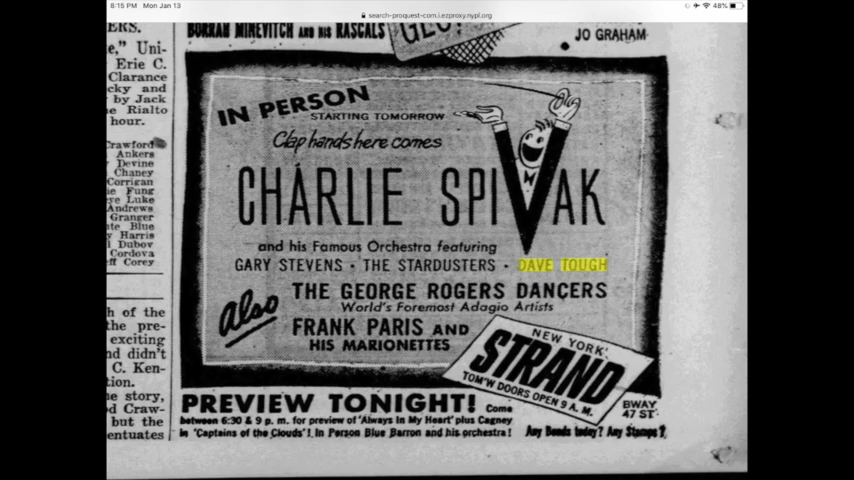 8:15 PM Mon Jan 13
search-proquest-com.i.ezproxy.nypl.org
48%
ERS.
BORRAH MINEVITCH AND HIS RASCALS
JO GRAHAM
e," Uni-
Erie C.
Clarance
cky and
by Jack
e Rialto
hour.
Crawford
Ankers
Devine
Chaney
Corrigan
e Fung
ye Luke
Andrews
Granger
te Blue
y Harris
l Dubov
Cordova
ff Corey
h of the
the pre-
exciting
nd didn't
C. Ken-
tion.
e story,
d Craw-
but the
entuates
IN PERSON
STARTING TOMORROW
Clap hands here comes
CHARLIE SPIVAK
and his Famous Orchestra featuring
GARY STEVENS · THE STARDUSTERS · DAVE TOUGH
Also
THE GEORGE ROGERS DANCERS
World's Foremost Adagio Artists
FRANK PARIS AND
HIS MARIONETTES
NEW YORK
STRAND
TOM'W DOORS OPEN 9 A. M.
BWAY
47 ST
PREVIEW TONIGHT! Come
between 6:30 & 9 p. m. for preview of 'Always In My Heart' plus Cagney
in 'Captains of the Clouds'! In Person Blue Barron and his orchestra!
Any Bonds today? Any Stamps?